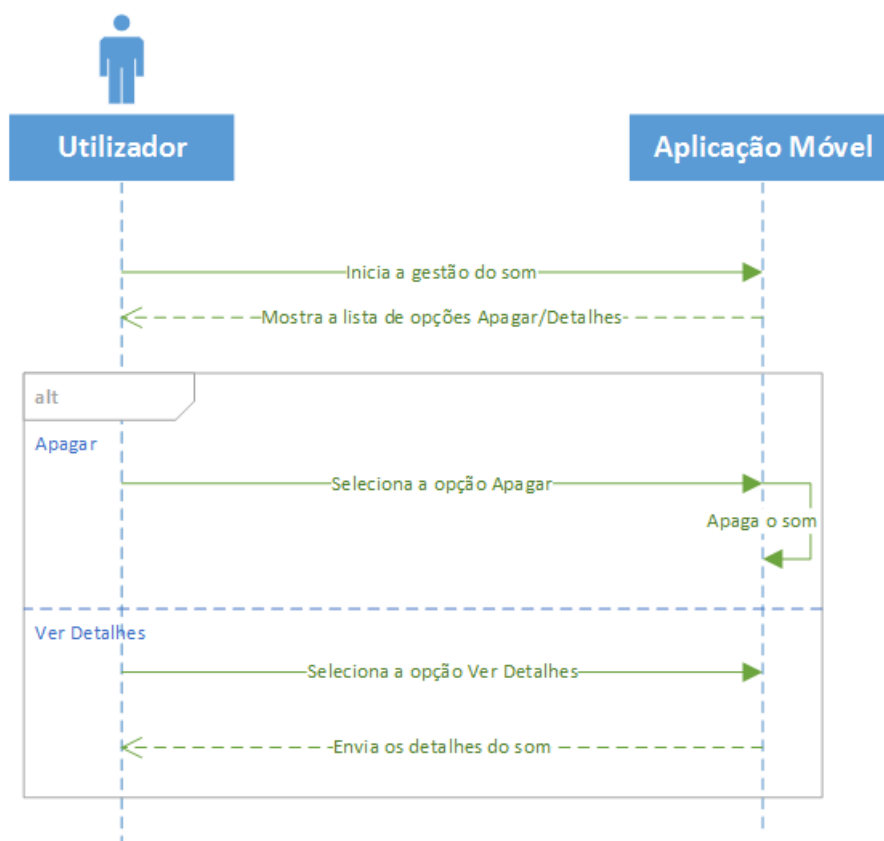 Utilizador
Aplicação Móvel
Inicia a gestão do som
Mostra a lista de opções Apagar/Detalhes
alt
Apagar
Seleciona a opção Apagar
Apaga o som
Ver Detalhes
Seleciona a opção Ver Detalhes
Envia os detalhes do som